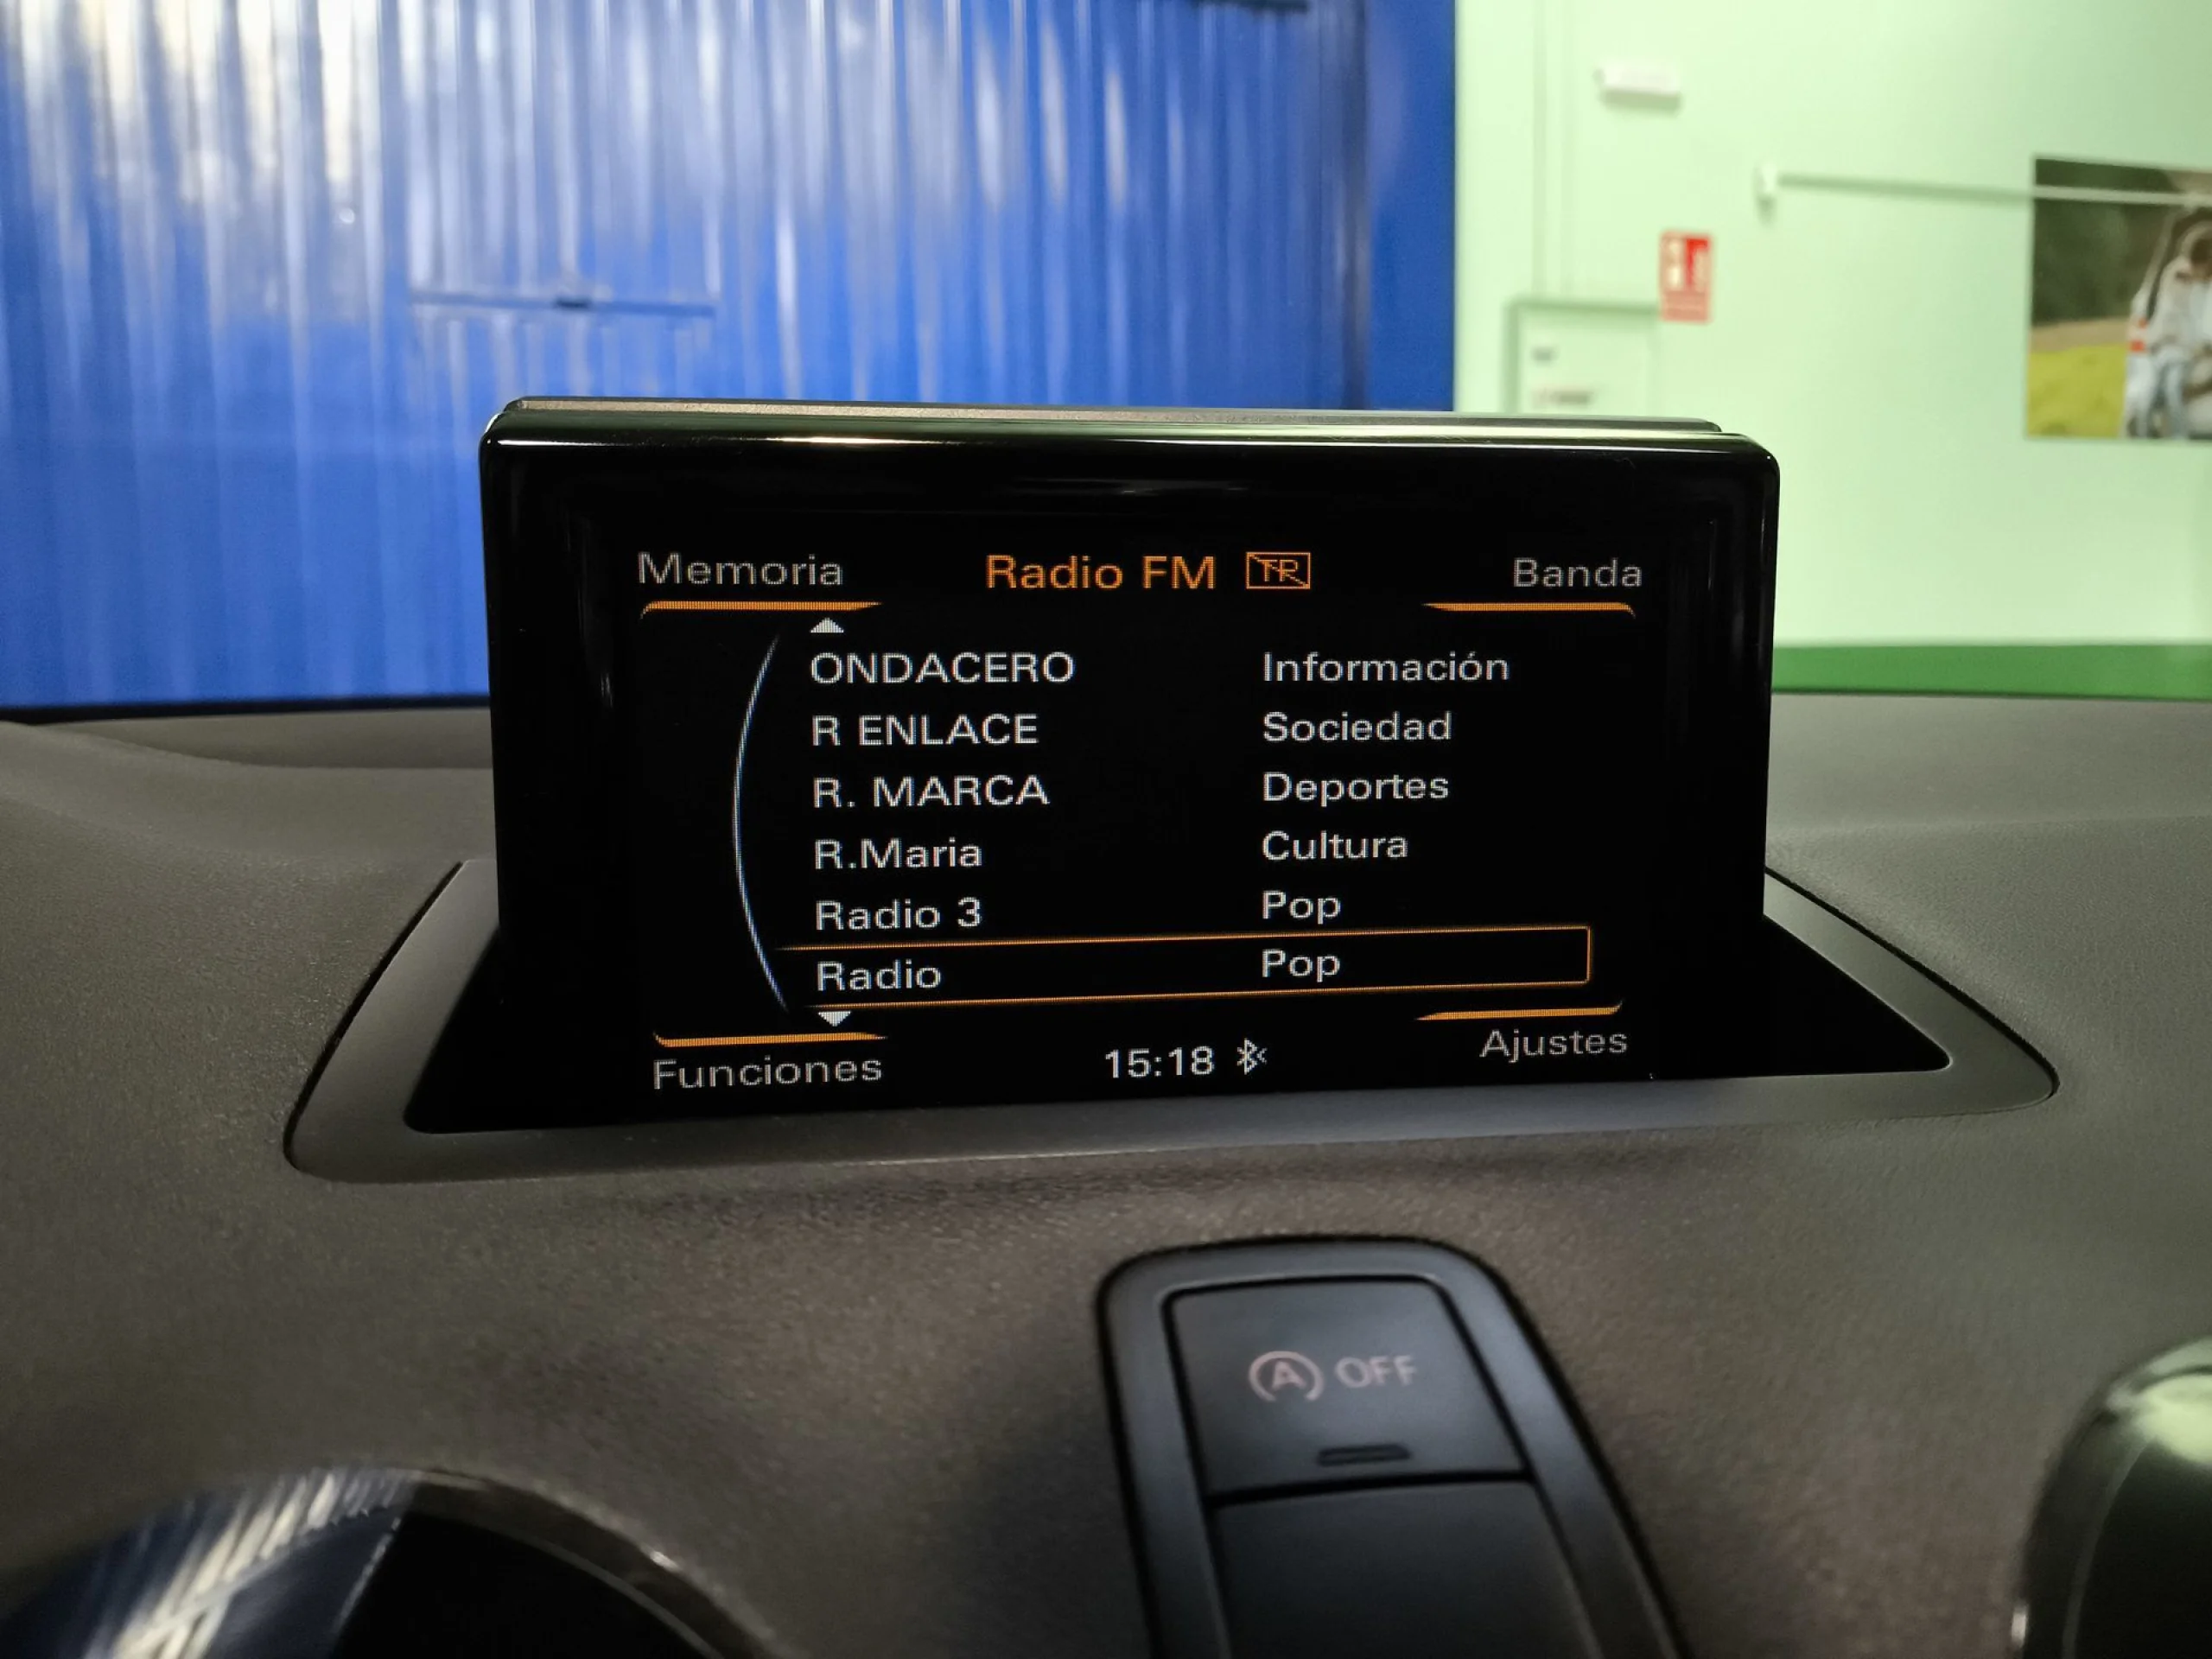 Memoria Radio FM TP Banda
ONDACERO Información
R ENLACE Sociedad
R. MARCA Deportes
R.Maria Cultura
Radio 3 Pop
Radio Pop
Funciones 15:18 Ajustes
A OFF